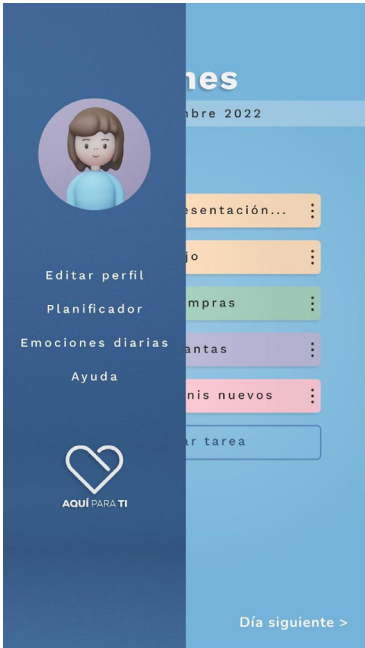 nes
bre 2022
esentación...
jo
mpras
antas
nis nuevos
ar tarea
Editar perfil
Planificador
Emociones diarias
Ayuda
AQUÍ PARA TI
Día siguiente >